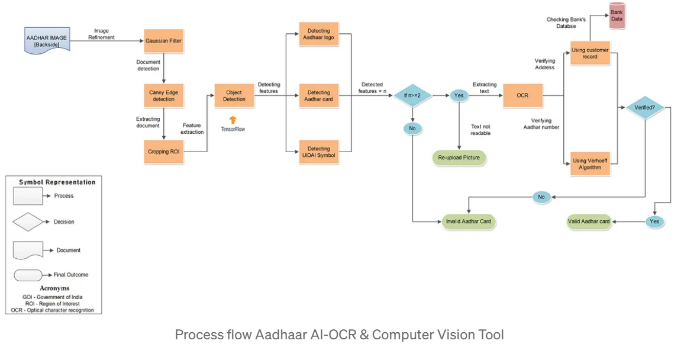 AADHAR IMAGE
[Backside]
Image
Refinement
Gaussian Filter
Document
detection
Canny Edge
detection
Extracting
document
Cropping ROI
Feature
extraction
Object
Detection
TensorFlow
Detecting
features
Detecting
Aadhaar logo
Detecting
Aadhar card
Detecting
UIDAI Symbol
Detected
features = n
If n>=2
Yes
No
Extracting
text
Text not
readable
Re-upload Picture
OCR
Verifying
Address
Verifying
Aadhar number
Checking Bank's
Databse
Bank
Data
Using customer
record
Using Verhoeff
Algorithm
Verified?
No
Yes
Invalid Aadhar Card
Valid Aadhar card
Symbol Representation
Process
Decision
Document
Final Outcome
Acronyms
GOI - Government of India
ROI - Region of Interest
OCR - Optical character recognition
Process flow Aadhaar AI-OCR & Computer Vision Tool